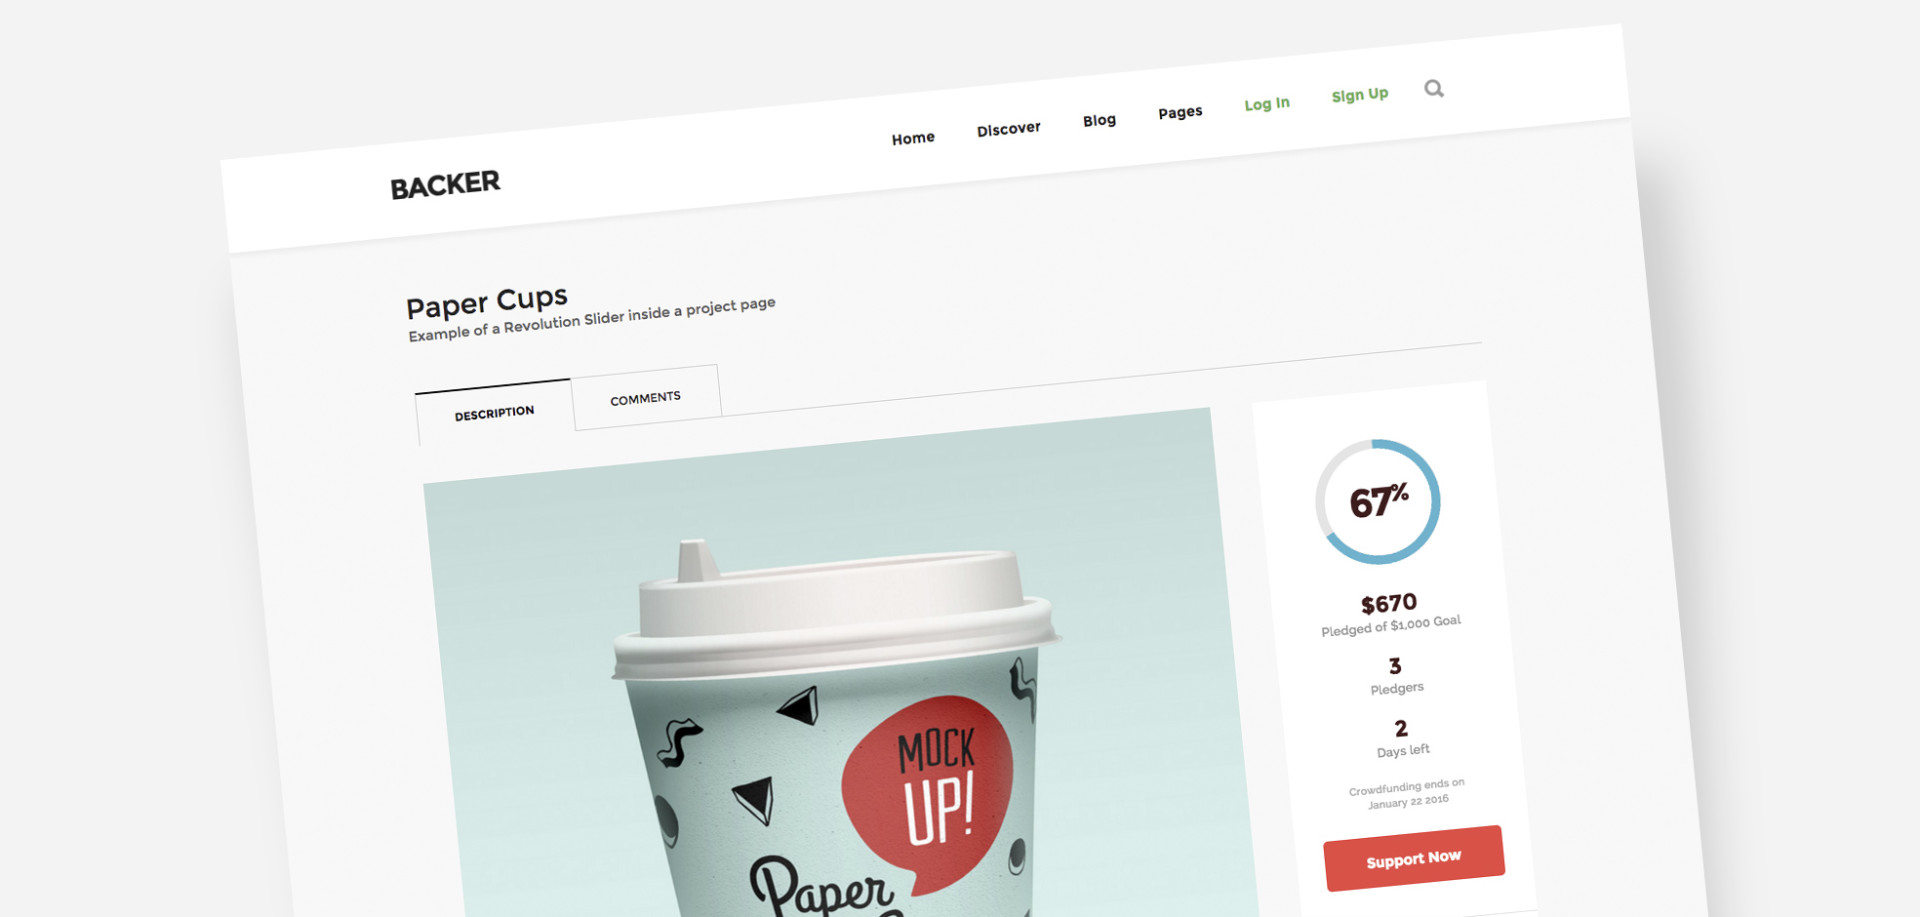 BACKER
Home Discover Blog Pages Log In Sign Up
Paper Cups
Example of a Revolution Slider inside a project page
DESCRIPTION COMMENTS
67%
$670
Pledged of $1,000 Goal
3
Pledgers
2
Days left
Crowdfunding ends on
January 22 2016
Support Now
MOCK
UP!
Paper